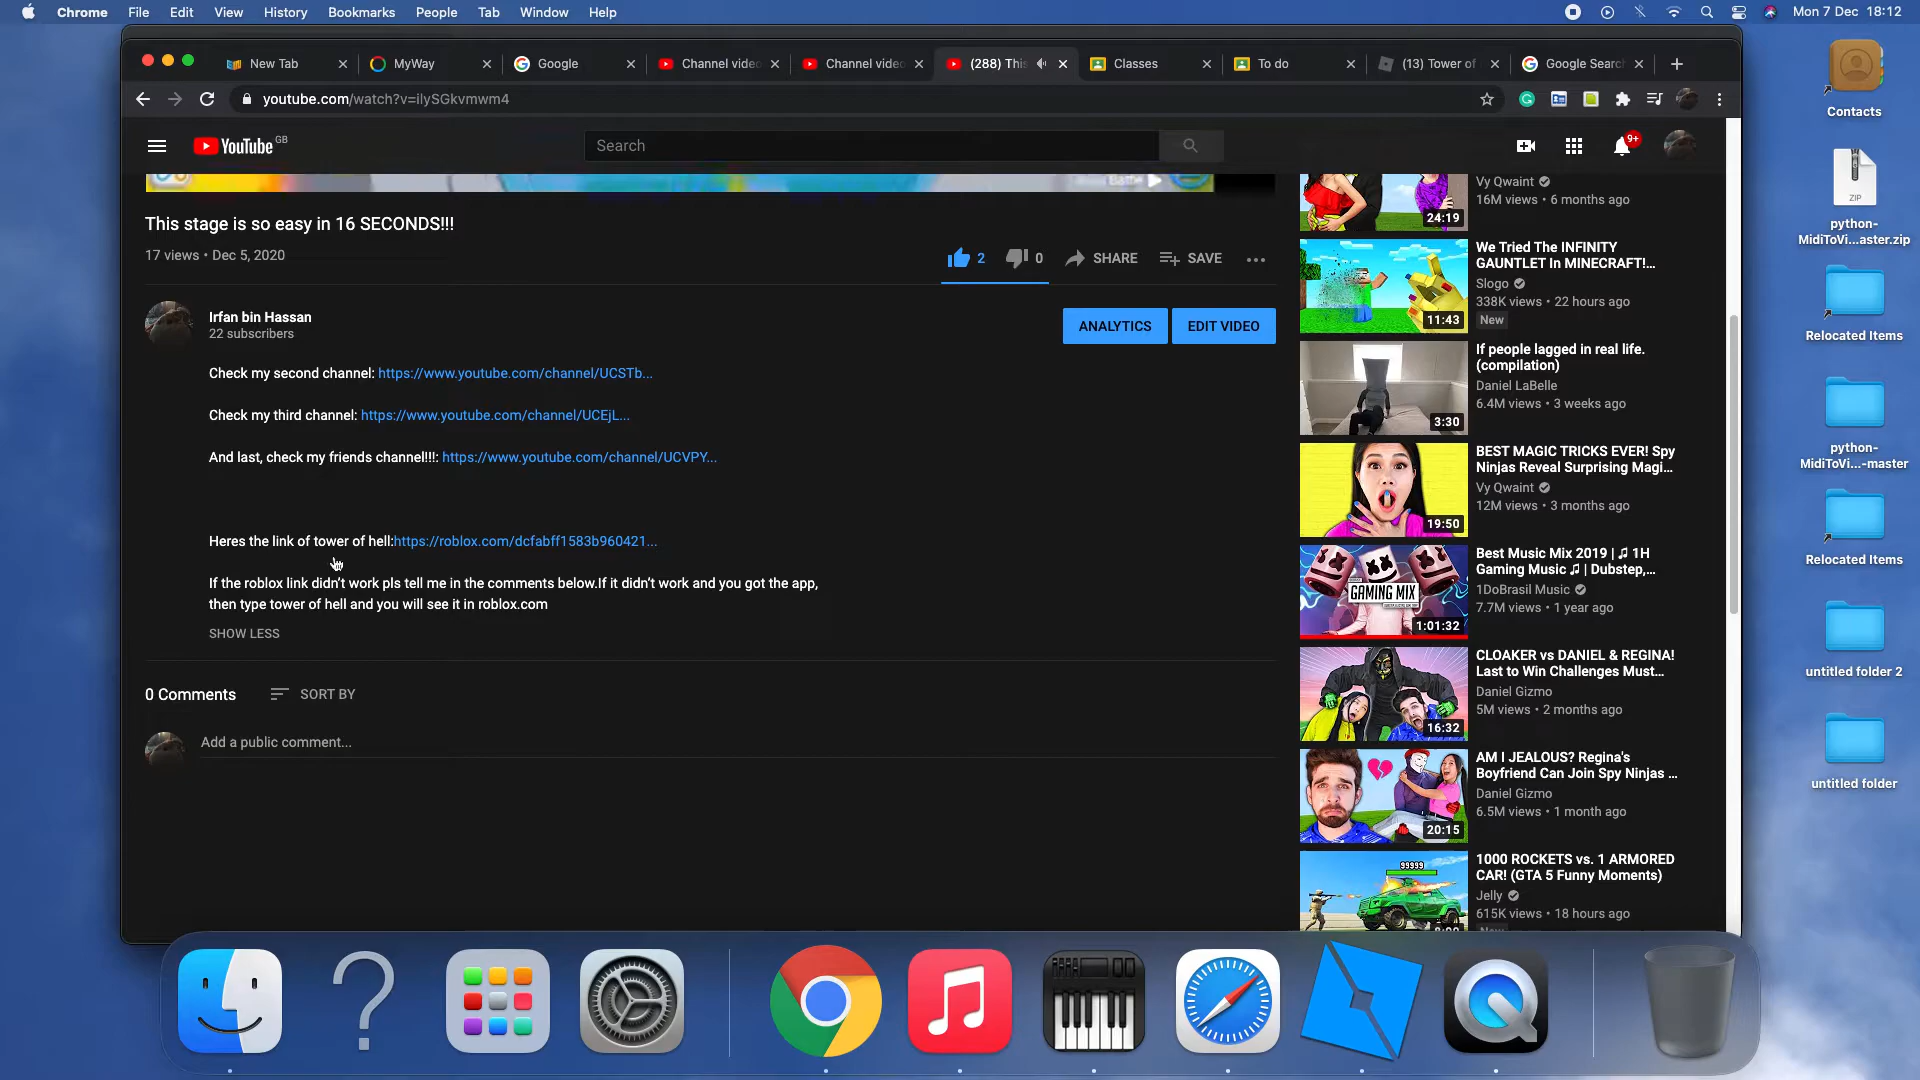 Chrome File Edit View History Bookmarks People Tab Window Help
Mon 7 Dec 18:12
New Tab
MyWay
Google
Channel video
Channel video
(288) This
Classes
To do
(13) Tower of
Google Search
youtube.com/watch?v=ilySGkvmwm4
YouTube GB
Search
9+
This stage is so easy in 16 SECONDS!!!
17 views • Dec 5, 2020
2 0 SHARE SAVE
Irfan bin Hassan
22 subscribers
ANALYTICS EDIT VIDEO
Check my second channel: https://www.youtube.com/channel/UCSTb...
Check my third channel: https://www.youtube.com/channel/UCEjL...
And last, check my friends channel!!!: https://www.youtube.com/channel/UCVPY...
Heres the link of tower of hell:https://roblox.com/dcfabff1583b960421...
If the roblox link didn't work pls tell me in the comments below.If it didn't work and you got the app,
then type tower of hell and you will see it in roblox.com
SHOW LESS
0 Comments SORT BY
Add a public comment...
24:19
Vy Qwaint
16M views • 6 months ago
11:43
We Tried The INFINITY
GAUNTLET In MINECRAFT!...
Slogo
338K views • 22 hours ago
New
3:30
If people lagged in real life.
(compilation)
Daniel LaBelle
6.4M views • 3 weeks ago
19:50
BEST MAGIC TRICKS EVER! Spy
Ninjas Reveal Surprising Magi...
Vy Qwaint
12M views • 3 months ago
GAMING MIX
1:01:32
Best Music Mix 2019 | ♫ 1H
Gaming Music ♫ | Dubstep,...
1DoBrasil Music
7.7M views • 1 year ago
16:32
CLOAKER vs DANIEL & REGINA!
Last to Win Challenges Must...
Daniel Gizmo
5M views • 2 months ago
20:15
AM I JEALOUS? Regina's
Boyfriend Can Join Spy Ninjas ...
Daniel Gizmo
6.5M views • 1 month ago
99999
1000 ROCKETS vs. 1 ARMORED
CAR! (GTA 5 Funny Moments)
Jelly
615K views • 18 hours ago
Contacts
ZIP
python-
MidiToVi...aster.zip
Relocated Items
python-
MidiToVi...-master
Relocated Items
untitled folder 2
untitled folder